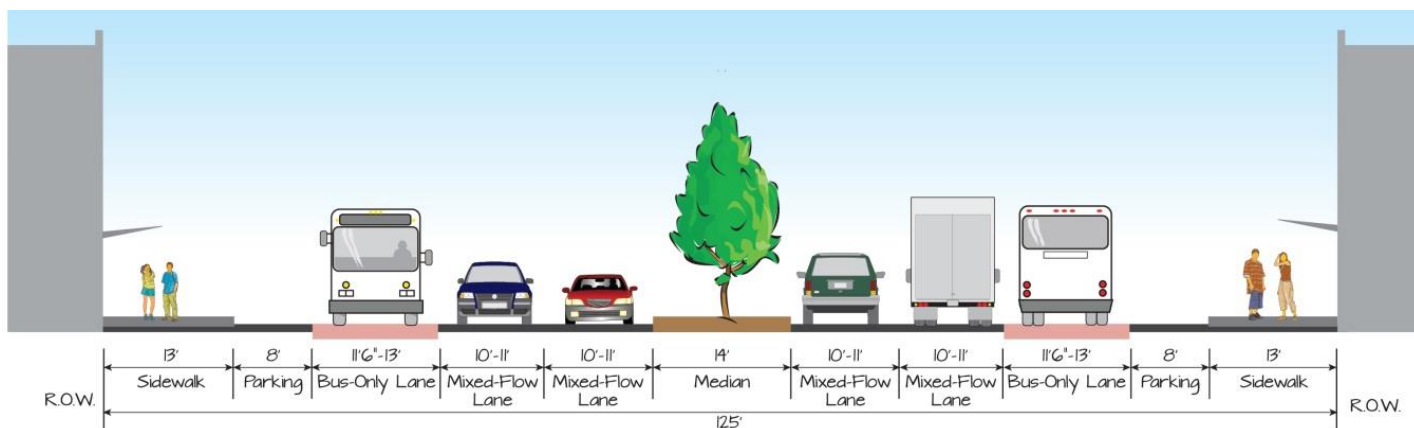 13' 8' 11'6"-13' 10'-11' 10'-11' 14' 10'-11' 10'-11' 11'6"-13' 8' 13'
Sidewalk Parking Bus-Only Lane Mixed-Flow Mixed-Flow Median Mixed-Flow Mixed-Flow Bus-Only Lane Parking Sidewalk
R.O.W. Lane Lane Lane Lane R.O.W.
125'